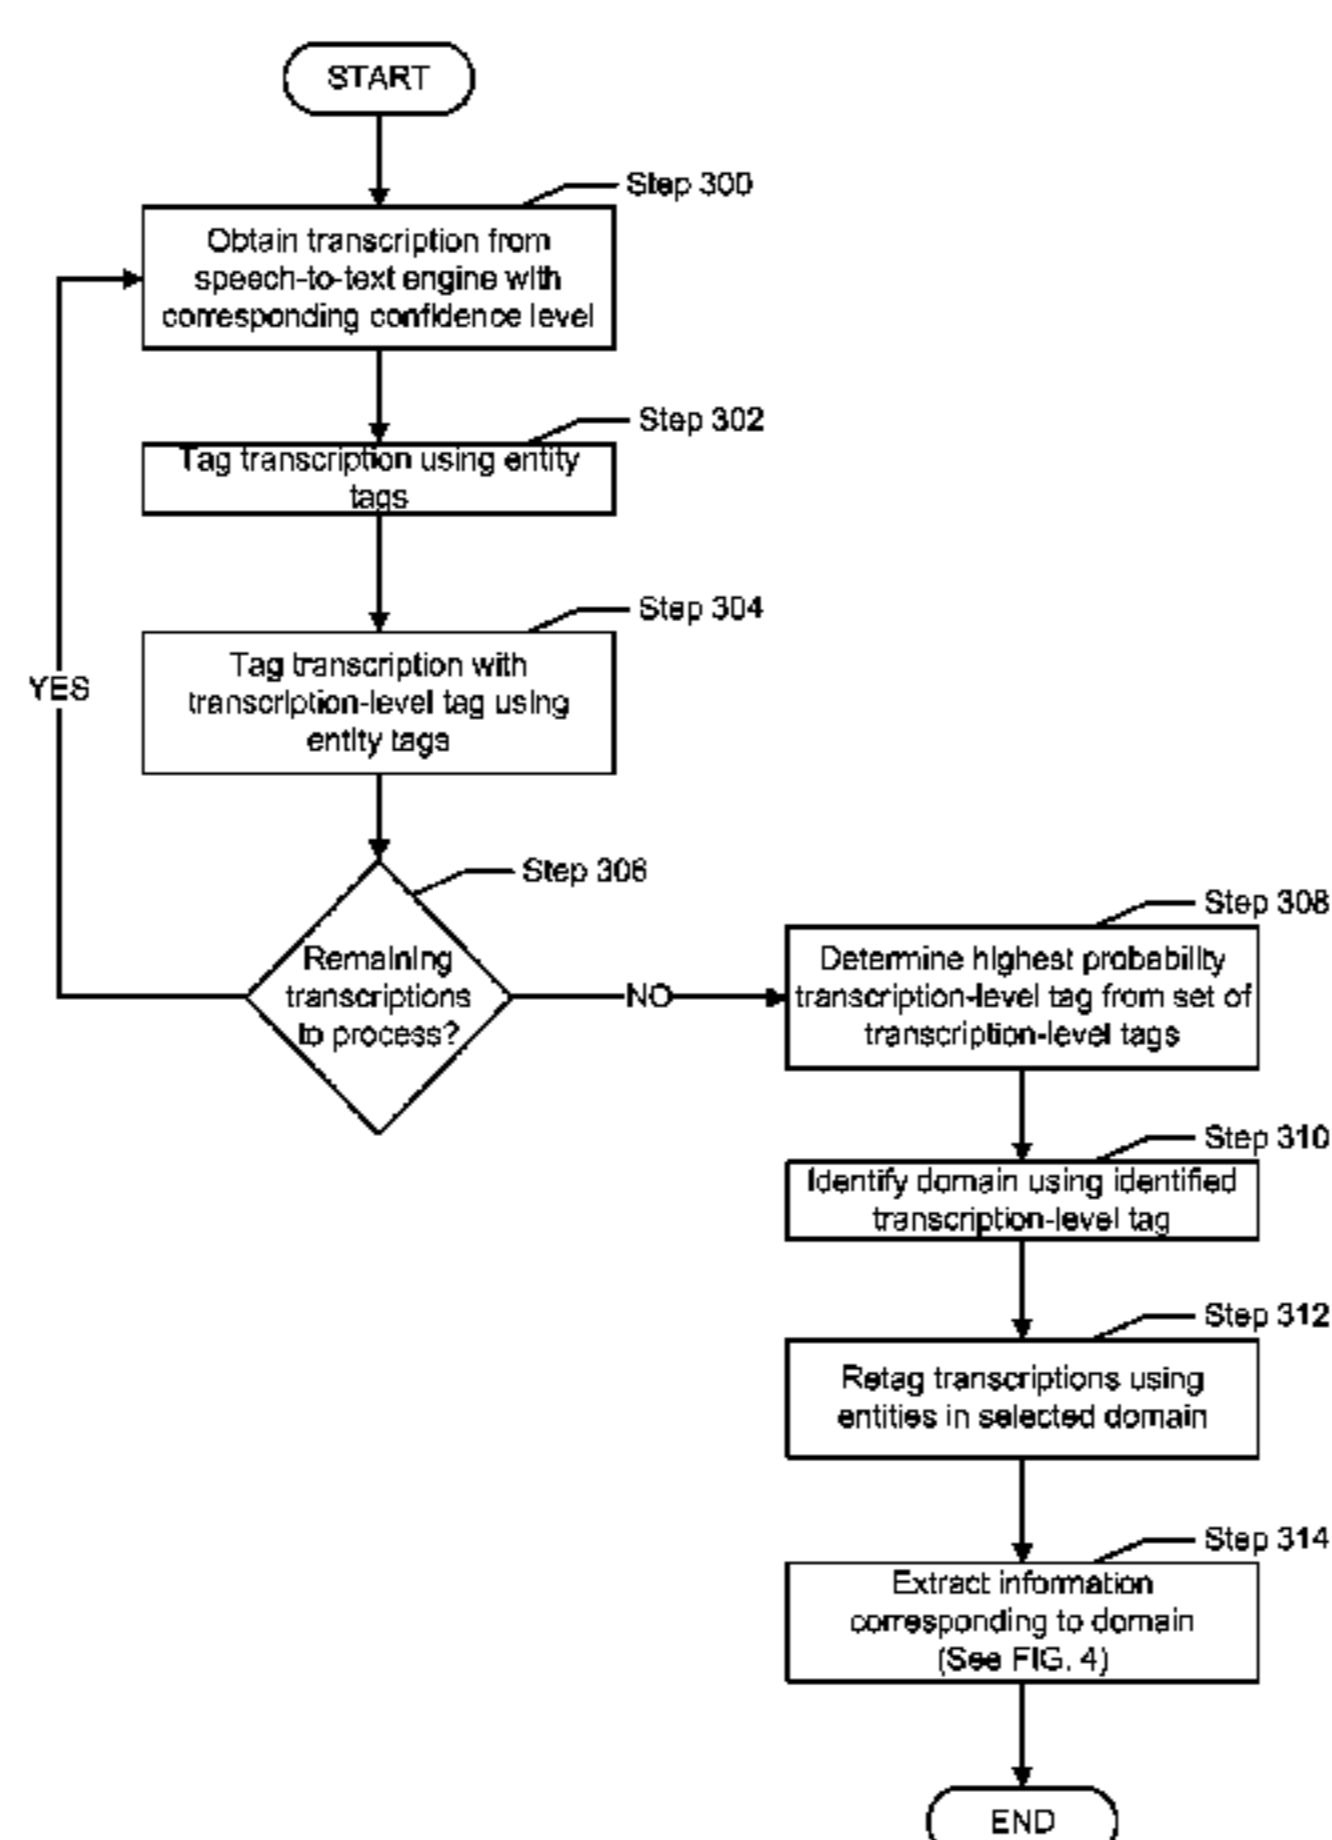 START
Step 300
Obtain transcription from
speech-to-text engine with
corresponding confidence level
Step 302
Tag transcription using entity
tags
Step 304
Tag transcription with
transcription-level tag using
entity tags
YES
Step 306
Remaining
transcriptions
to process?
NO
Step 308
Determine highest probability
transcription-level tag from set of
transcription-level tags
Step 310
Identify domain using identified
transcription-level tag
Step 312
Retag transcriptions using
entities in selected domain
Step 314
Extract information
corresponding to domain
(See FIG. 4)
END